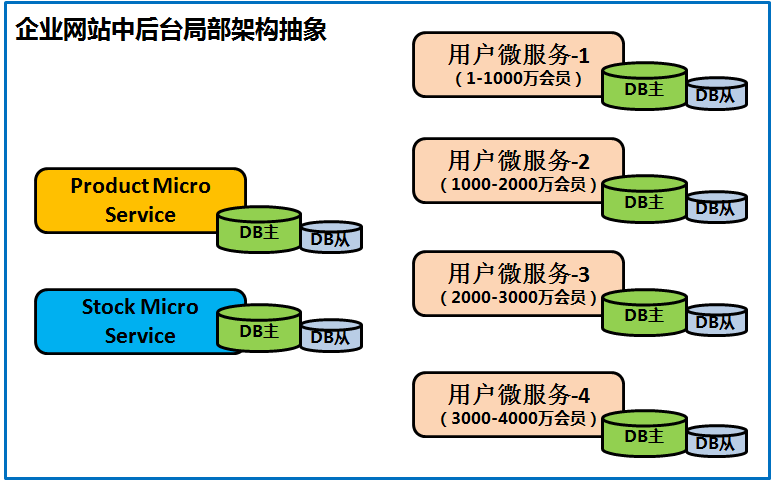 企业网站中后台局部架构抽象
Product Micro
Service
DB主
DB从
Stock Micro
Service
DB主
DB从
用户微服务-1
(1-1000万会员)
DB主
DB从
用户微服务-2
(1000-2000万会员)
DB主
DB从
用户微服务-3
(2000-3000万会员)
DB主
DB从
用户微服务-4
(3000-4000万会员)
DB主
DB从